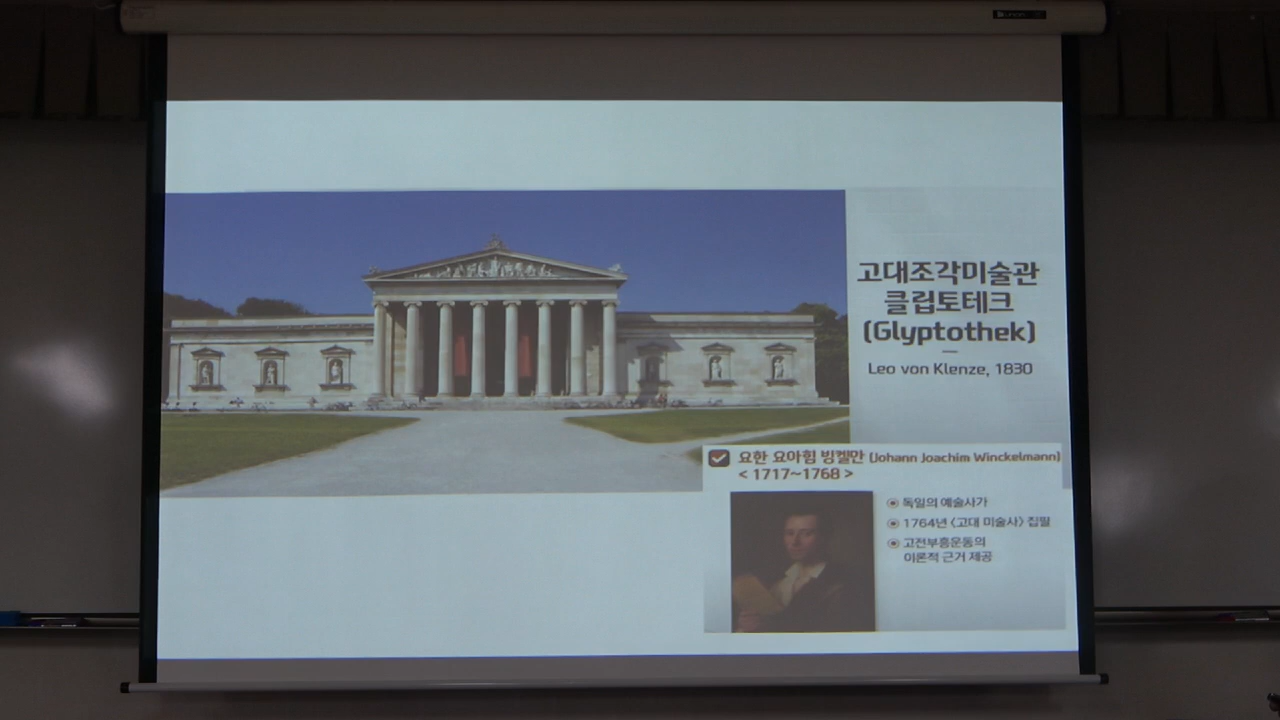 고대조각미술관
클립토테크
(Glyptothek)
Leo von Klenze, 1830
요한 요아힘 빙켈만 (Johann Joachim Winckelmann)
< 1717~1768 >
독일의 예술사가
1764년 <고대 미술사> 집필
고전부흥운동의
이론적 근거 제공